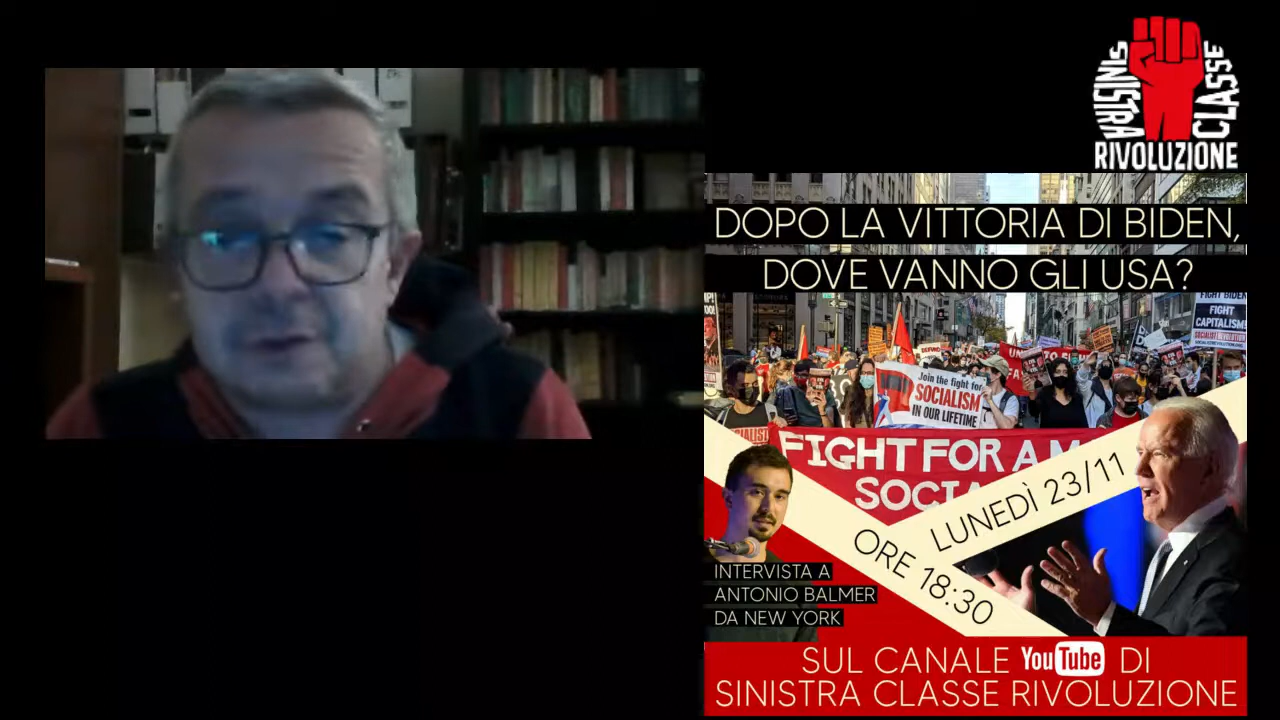 SINISTRA
CLASSE
RIVOLUZIONE
DOPO LA VITTORIA DI BIDEN,
DOVE VANNO GLI USA?
FIGHT BIDEN
FIGHT
CAPITALISM!
SOCIALIST REVOLUTION
Join the fight for
SOCIALISM
IN OUR LIFETIME
FIGHT FOR A M
SOCIA
LUNEDÌ 23/11
ORE 18:30
INTERVISTA A
ANTONIO BALMER
DA NEW YORK
SUL CANALE YouTube DI
SINISTRA CLASSE RIVOLUZIONE